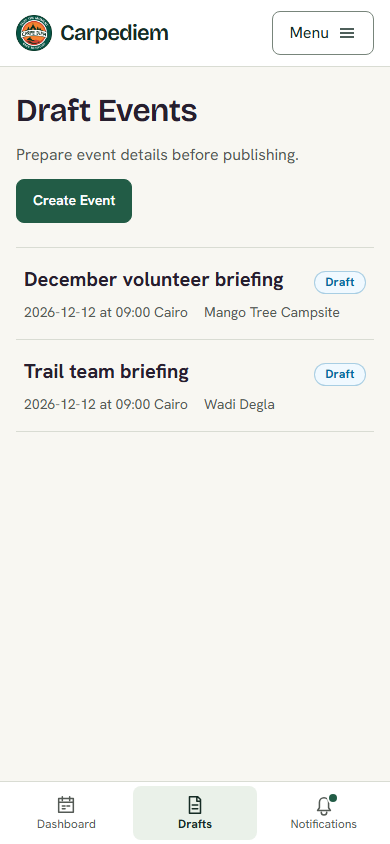 Carpediem
Menu
Draft Events
Prepare event details before publishing.
Create Event
December volunteer briefing
Draft
2026-12-12 at 09:00 Cairo Mango Tree Campsite
Trail team briefing
Draft
2026-12-12 at 09:00 Cairo Wadi Degla
Dashboard
Drafts
Notifications